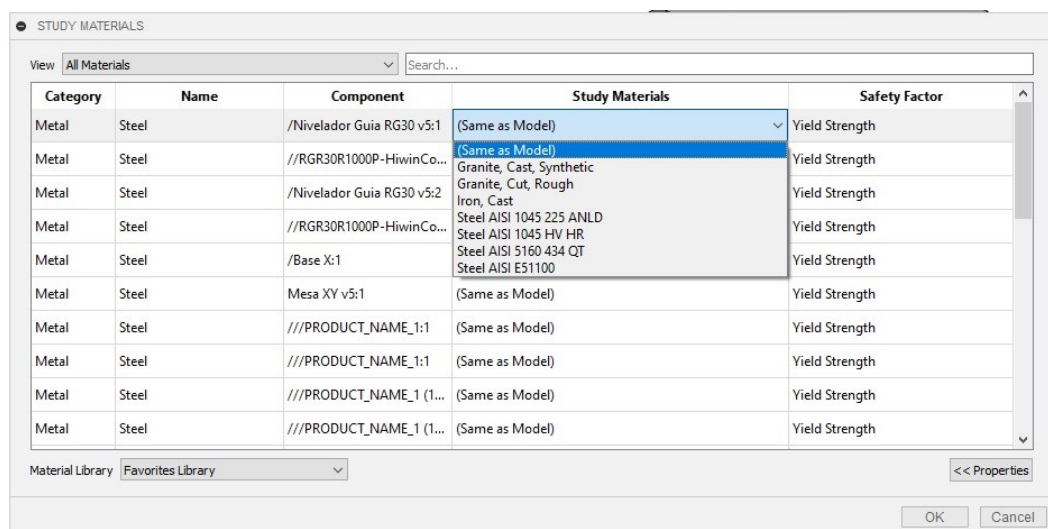 STUDY MATERIALS
View All Materials Search...
Category Name Component Study Materials Safety Factor
Metal Steel /Nivelador Guia RG30 v5:1 (Same as Model) Yield Strength
(Same as Model)
Metal Steel //RGR30R1000P-HiwinCo... Granite, Cast, Synthetic Yield Strength
Granite, Cut, Rough
Metal Steel /Nivelador Guia RG30 v5:2 Iron, Cast Yield Strength
Steel AISI 1045 225 ANLD
Metal Steel //RGR30R1000P-HiwinCo... Steel AISI 1045 HV HR Yield Strength
Steel AISI 5160 434 QT
Metal Steel /Base X:1 Steel AISI E51100 Yield Strength
Metal Steel Mesa XY v5:1 (Same as Model) Yield Strength
Metal Steel ///PRODUCT_NAME_1:1 (Same as Model) Yield Strength
Metal Steel ///PRODUCT_NAME_1:1 (Same as Model) Yield Strength
Metal Steel ///PRODUCT_NAME_1 (1... (Same as Model) Yield Strength
Metal Steel ///PRODUCT_NAME_1 (1... (Same as Model) Yield Strength
Material Library Favorites Library << Properties
OK Cancel